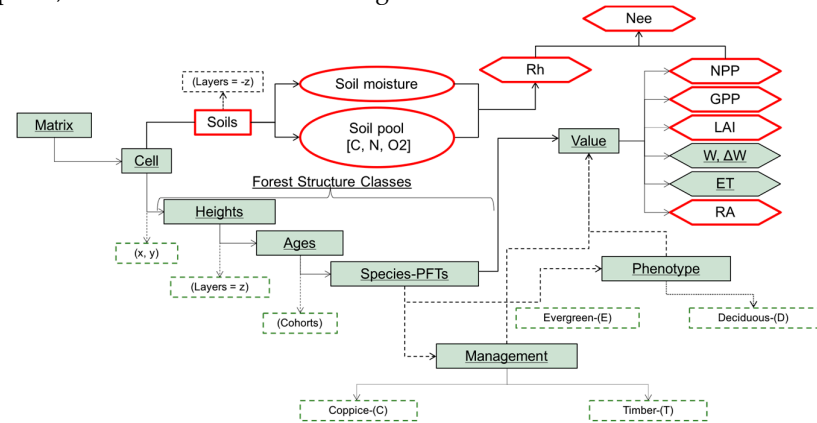 Nee
Rh
NPP
GPP
LAI
W, ΔW
ET
RA
(Layers = -z)
Soil moisture
Soils
Soil pool
[C, N, O2]
Matrix
Cell
Value
Forest Structure Classes
Heights
Ages
Species-PFTs
Phenotype
(x, y)
(Layers = z)
(Cohorts)
Evergreen-(E)
Deciduous-(D)
Management
Coppice-(C)
Timber-(T)